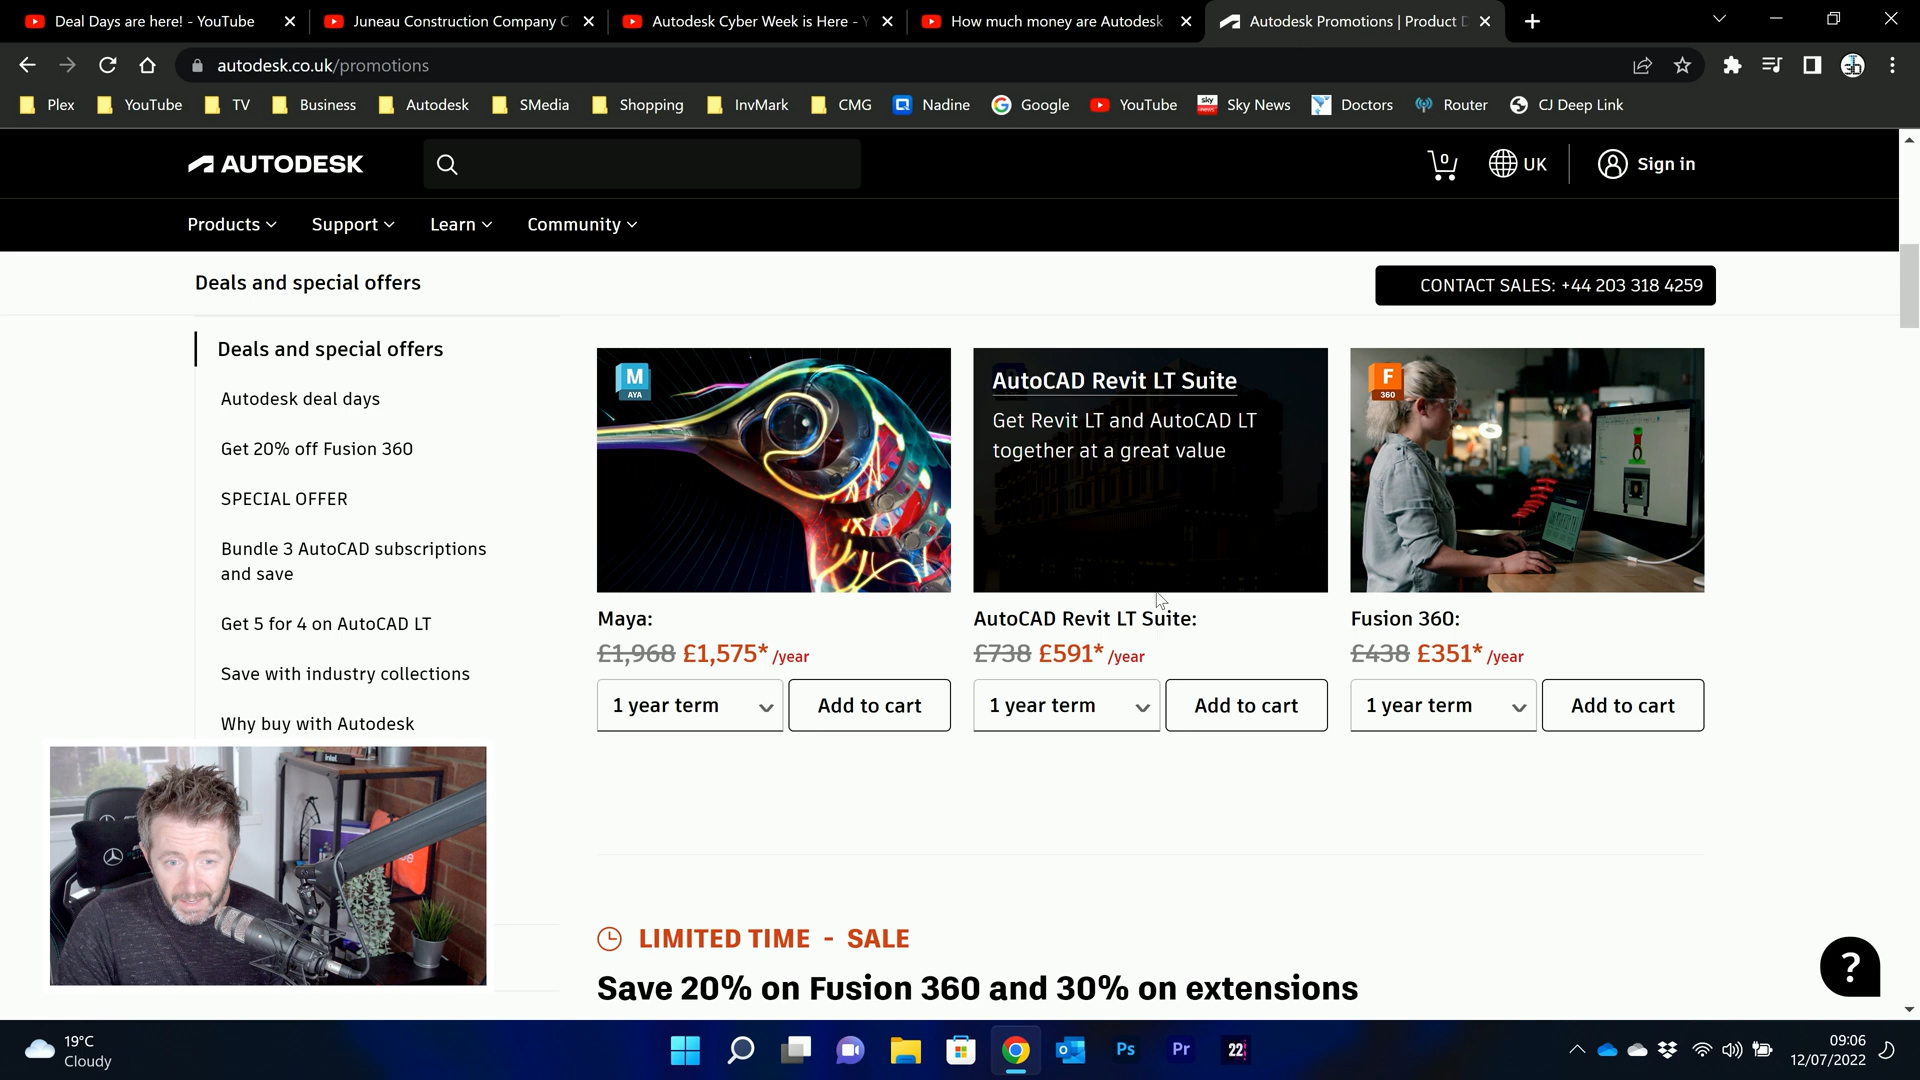 Deal Days are here! - YouTube
Juneau Construction Company C
Autodesk Cyber Week is Here - Y
How much money are Autodesk
Autodesk Promotions | Product D
autodesk.co.uk/promotions
Plex
YouTube
TV
Business
Autodesk
SMedia
Shopping
InvMark
CMG
Nadine
Google
YouTube
Sky News
Doctors
Router
CJ Deep Link
AUTODESK
0
UK
Sign in
Products
Support
Learn
Community
Deals and special offers
CONTACT SALES: +44 203 318 4259
Deals and special offers
Autodesk deal days
Get 20% off Fusion 360
SPECIAL OFFER
Bundle 3 AutoCAD subscriptions
and save
Get 5 for 4 on AutoCAD LT
Save with industry collections
Why buy with Autodesk
M
AYA
AutoCAD Revit LT Suite
Get Revit LT and AutoCAD LT
together at a great value
F
360
Maya:
£1,968 £1,575* /year
1 year term
Add to cart
AutoCAD Revit LT Suite:
£738 £591* /year
1 year term
Add to cart
Fusion 360:
£438 £351* /year
1 year term
Add to cart
LIMITED TIME - SALE
Save 20% on Fusion 360 and 30% on extensions
?
intel.
19°C
Cloudy
Ps
Pr
22
09:06
12/07/2022